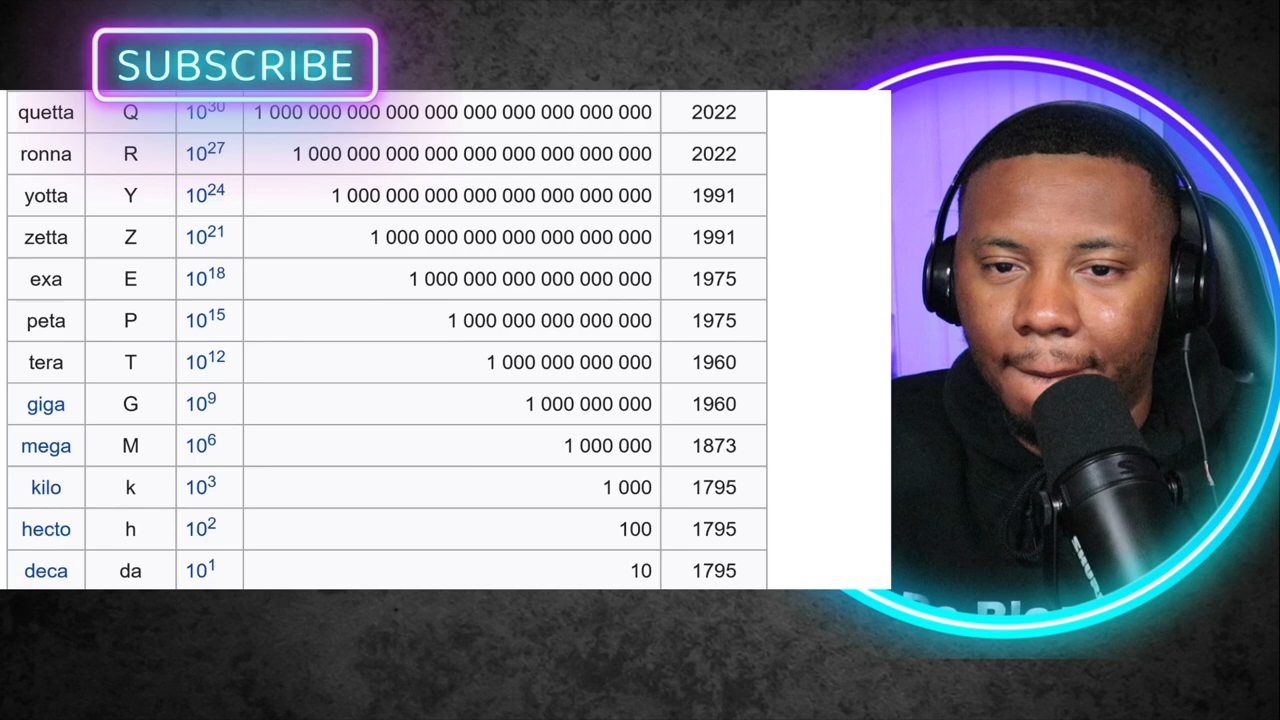 SUBSCRIBE
quetta Q 10³⁰ 1 000 000 000 000 000 000 000 000 000 000 2022
ronna R 10²⁷ 1 000 000 000 000 000 000 000 000 000 2022
yotta Y 10²⁴ 1 000 000 000 000 000 000 000 000 1991
zetta Z 10²¹ 1 000 000 000 000 000 000 000 1991
exa E 10¹⁸ 1 000 000 000 000 000 000 1975
peta P 10¹⁵ 1 000 000 000 000 000 1975
tera T 10¹² 1 000 000 000 000 1960
giga G 10⁹ 1 000 000 000 1960
mega M 10⁶ 1 000 000 1873
kilo k 10³ 1 000 1795
hecto h 10² 100 1795
deca da 10¹ 10 1795